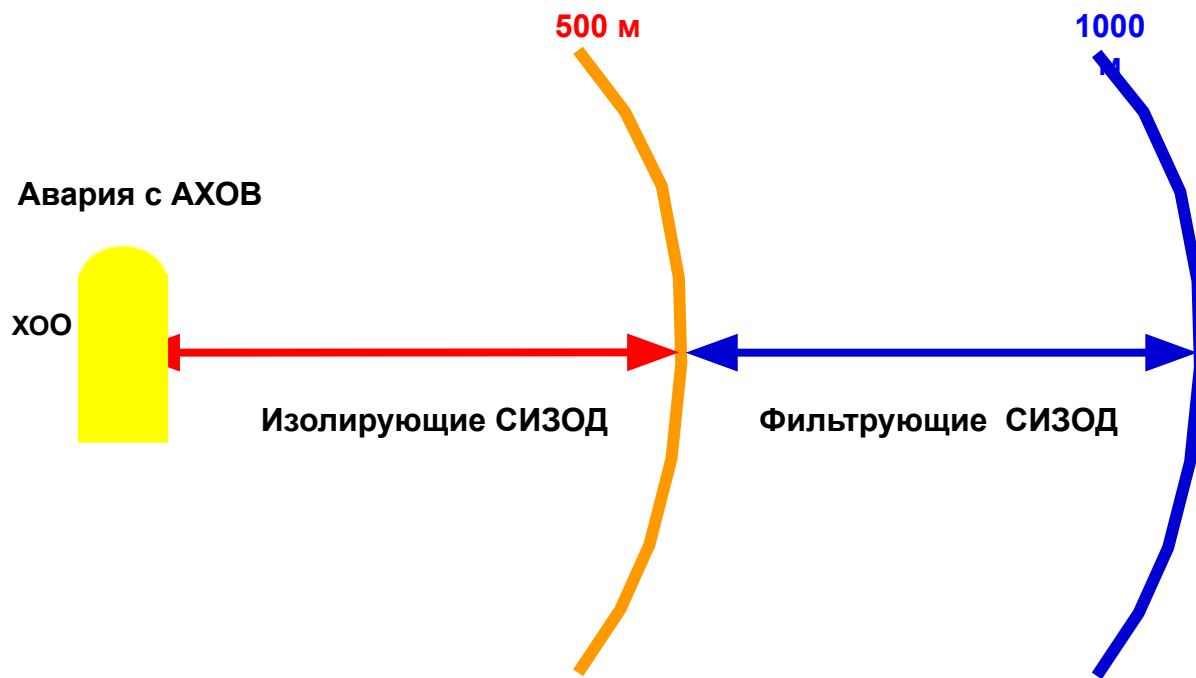 500 м
1000
м
Авария с АХОВ
ХОО
Изолирующие СИЗОД
Фильтрующие СИЗОД